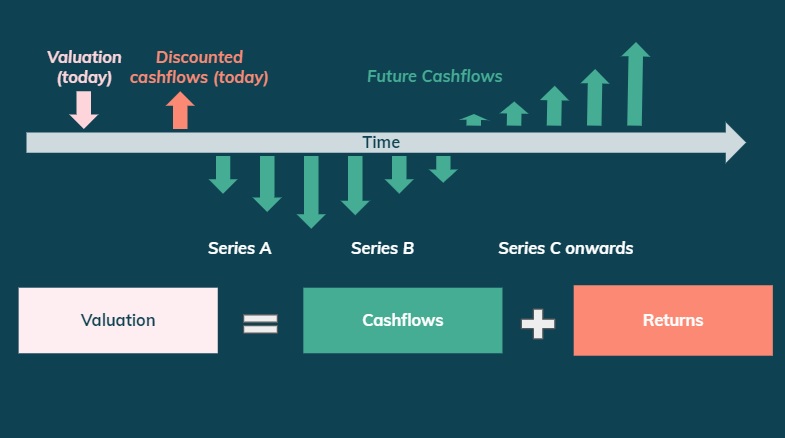 Valuation
(today)
Discounted
cashflows (today)
Future Cashflows
Time
Series A
Series B
Series C onwards
Valuation
=
Cashflows
+
Returns